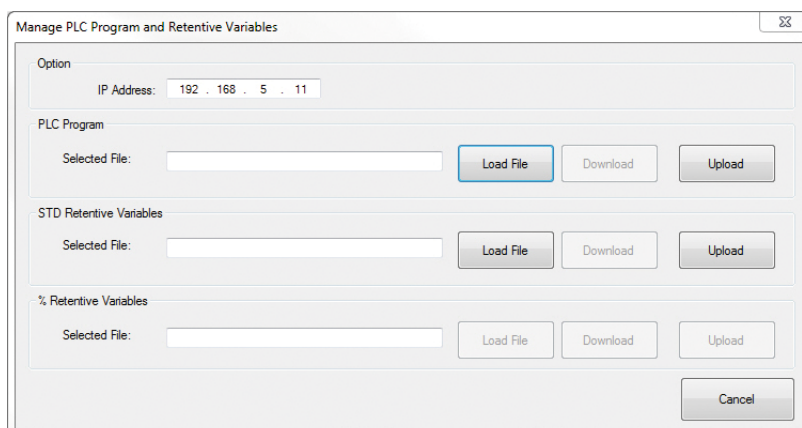 Manage PLC Program and Retentive Variables
Option
IP Address: 192 . 168 . 5 . 11
PLC Program
Selected File: Load File Download Upload
STD Retentive Variables
Selected File: Load File Download Upload
% Retentive Variables
Selected File: Load File Download Upload
Cancel